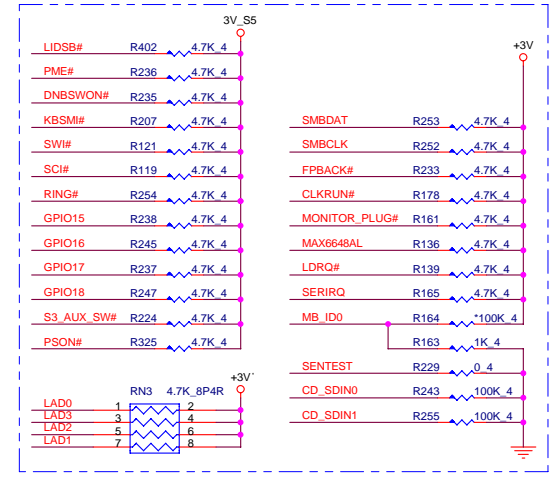 3V_S5
LIDSB# R402 4.7K_4
PME# R236 4.7K_4
DNBSWON# R235 4.7K_4
KBSMI# R207 4.7K_4
SWI# R121 4.7K_4
SCI# R119 4.7K_4
RING# R254 4.7K_4
GPIO15 R238 4.7K_4
GPIO16 R245 4.7K_4
GPIO17 R237 4.7K_4
GPIO18 R247 4.7K_4
S3_AUX_SW# R224 4.7K_4
PSON# R325 4.7K_4
+3V
RN3 4.7K_8P4R
LAD0 1 2
LAD3 3 4
LAD2 5 6
LAD1 7 8
+3V
SMBDAT R253 4.7K_4
SMBCLK R252 4.7K_4
FPBACK# R233 4.7K_4
CLKRUN# R178 4.7K_4
MONITOR_PLUG# R161 4.7K_4
MAX6648AL R136 4.7K_4
LDRQ# R139 4.7K_4
SERIRQ R165 4.7K_4
MB_ID0 R164 *100K_4
R163 1K_4
SENTEST R229 0_4
CD_SDIN0 R243 100K_4
CD_SDIN1 R255 100K_4